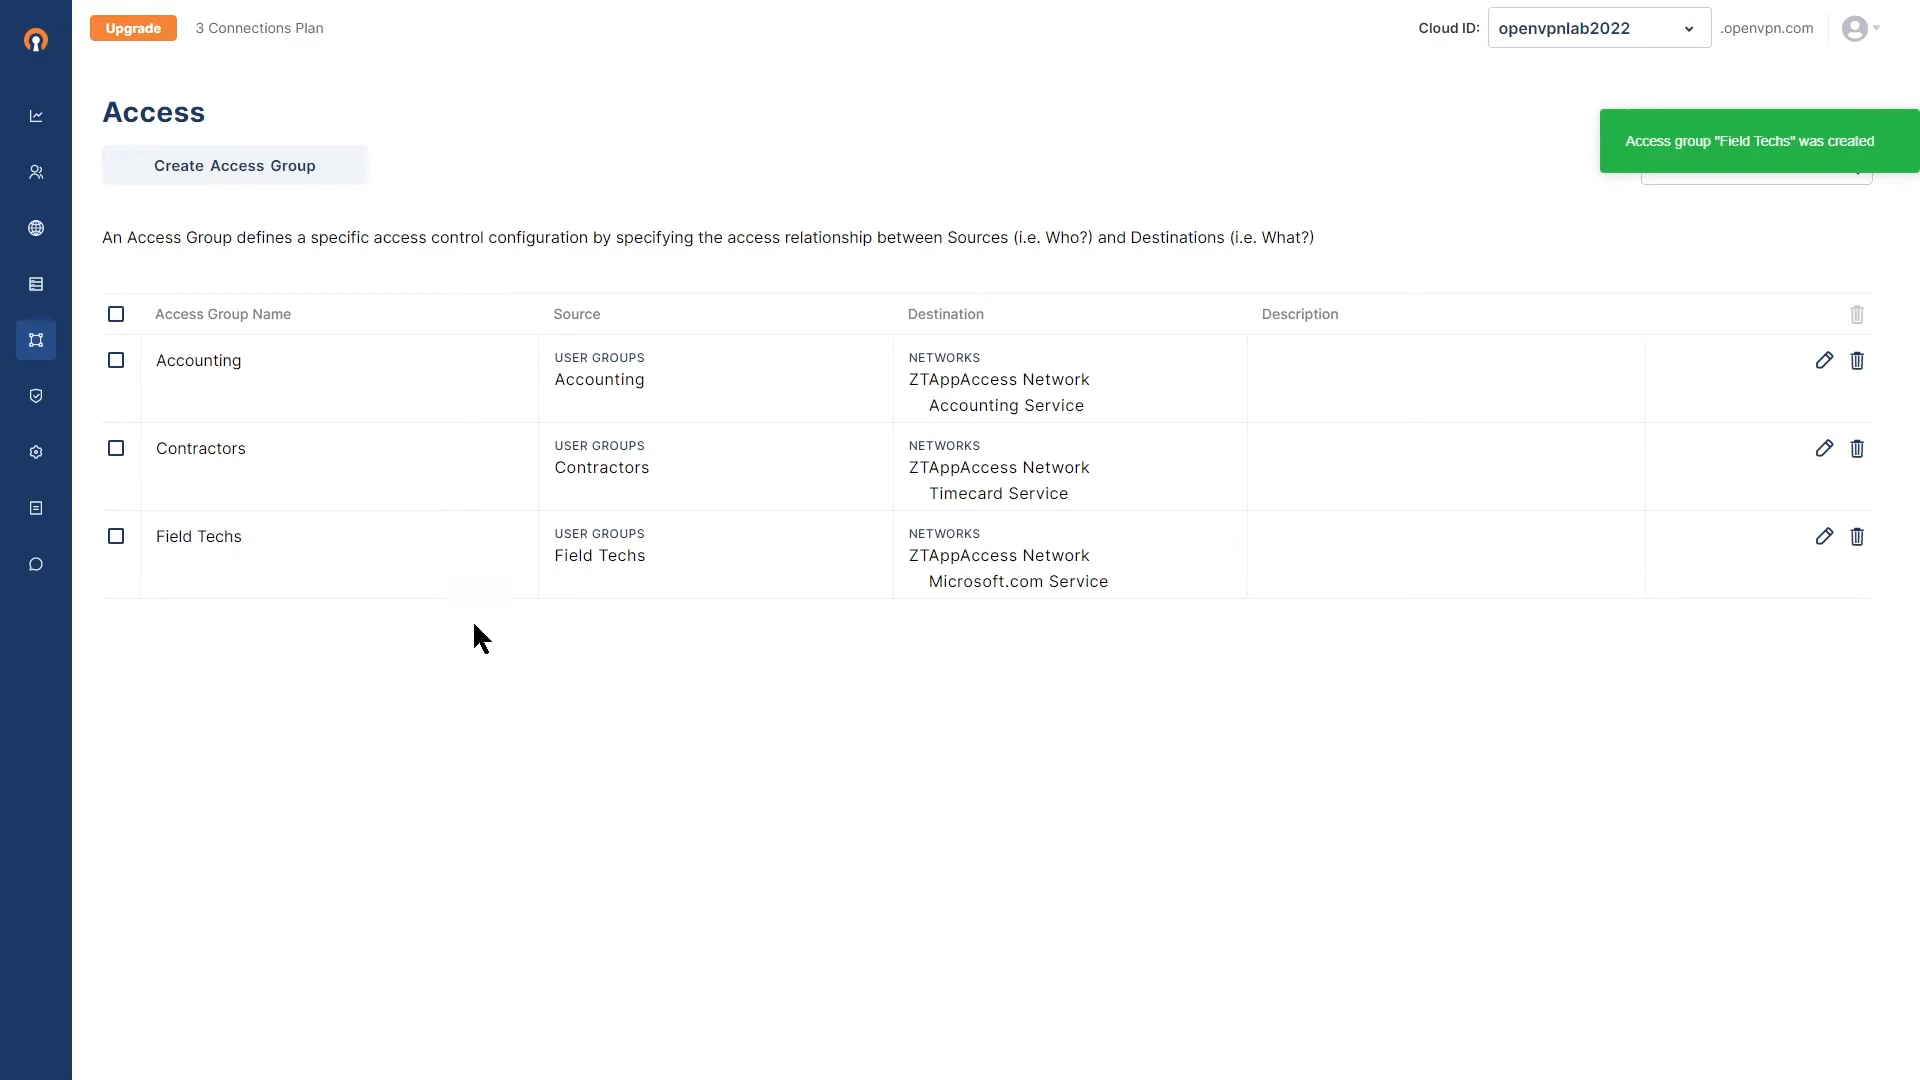 Upgrade
3 Connections Plan
Cloud ID:
openvpnlab2022
.openvpn.com
Access
Access group "Field Techs" was created
Create Access Group
An Access Group defines a specific access control configuration by specifying the access relationship between Sources (i.e. Who?) and Destinations (i.e. What?)
Access Group Name
Source
Destination
Description
Accounting
USER GROUPS
Accounting
NETWORKS
ZTAppAccess Network
Accounting Service
Contractors
USER GROUPS
Contractors
NETWORKS
ZTAppAccess Network
Timecard Service
Field Techs
USER GROUPS
Field Techs
NETWORKS
ZTAppAccess Network
Microsoft.com Service